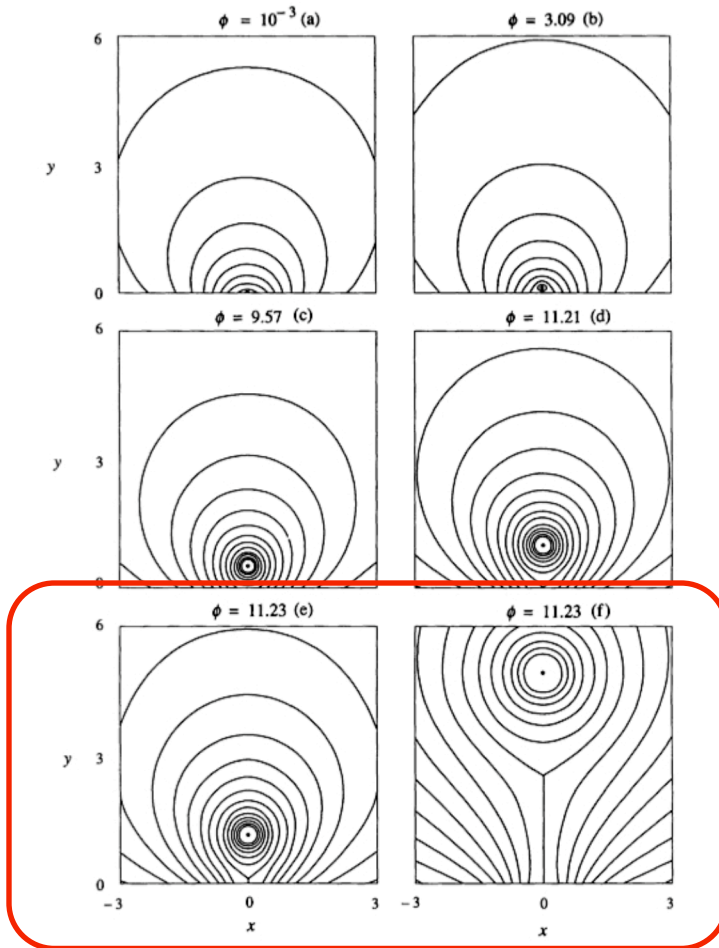 ϕ = 10⁻³ (a)
ϕ = 3.09 (b)
6
y
3
0
ϕ = 9.57 (c)
ϕ = 11.21 (d)
6
y
3
0
ϕ = 11.23 (e)
ϕ = 11.23 (f)
6
y
3
0
−3 0 3
−3 0 3
x
x